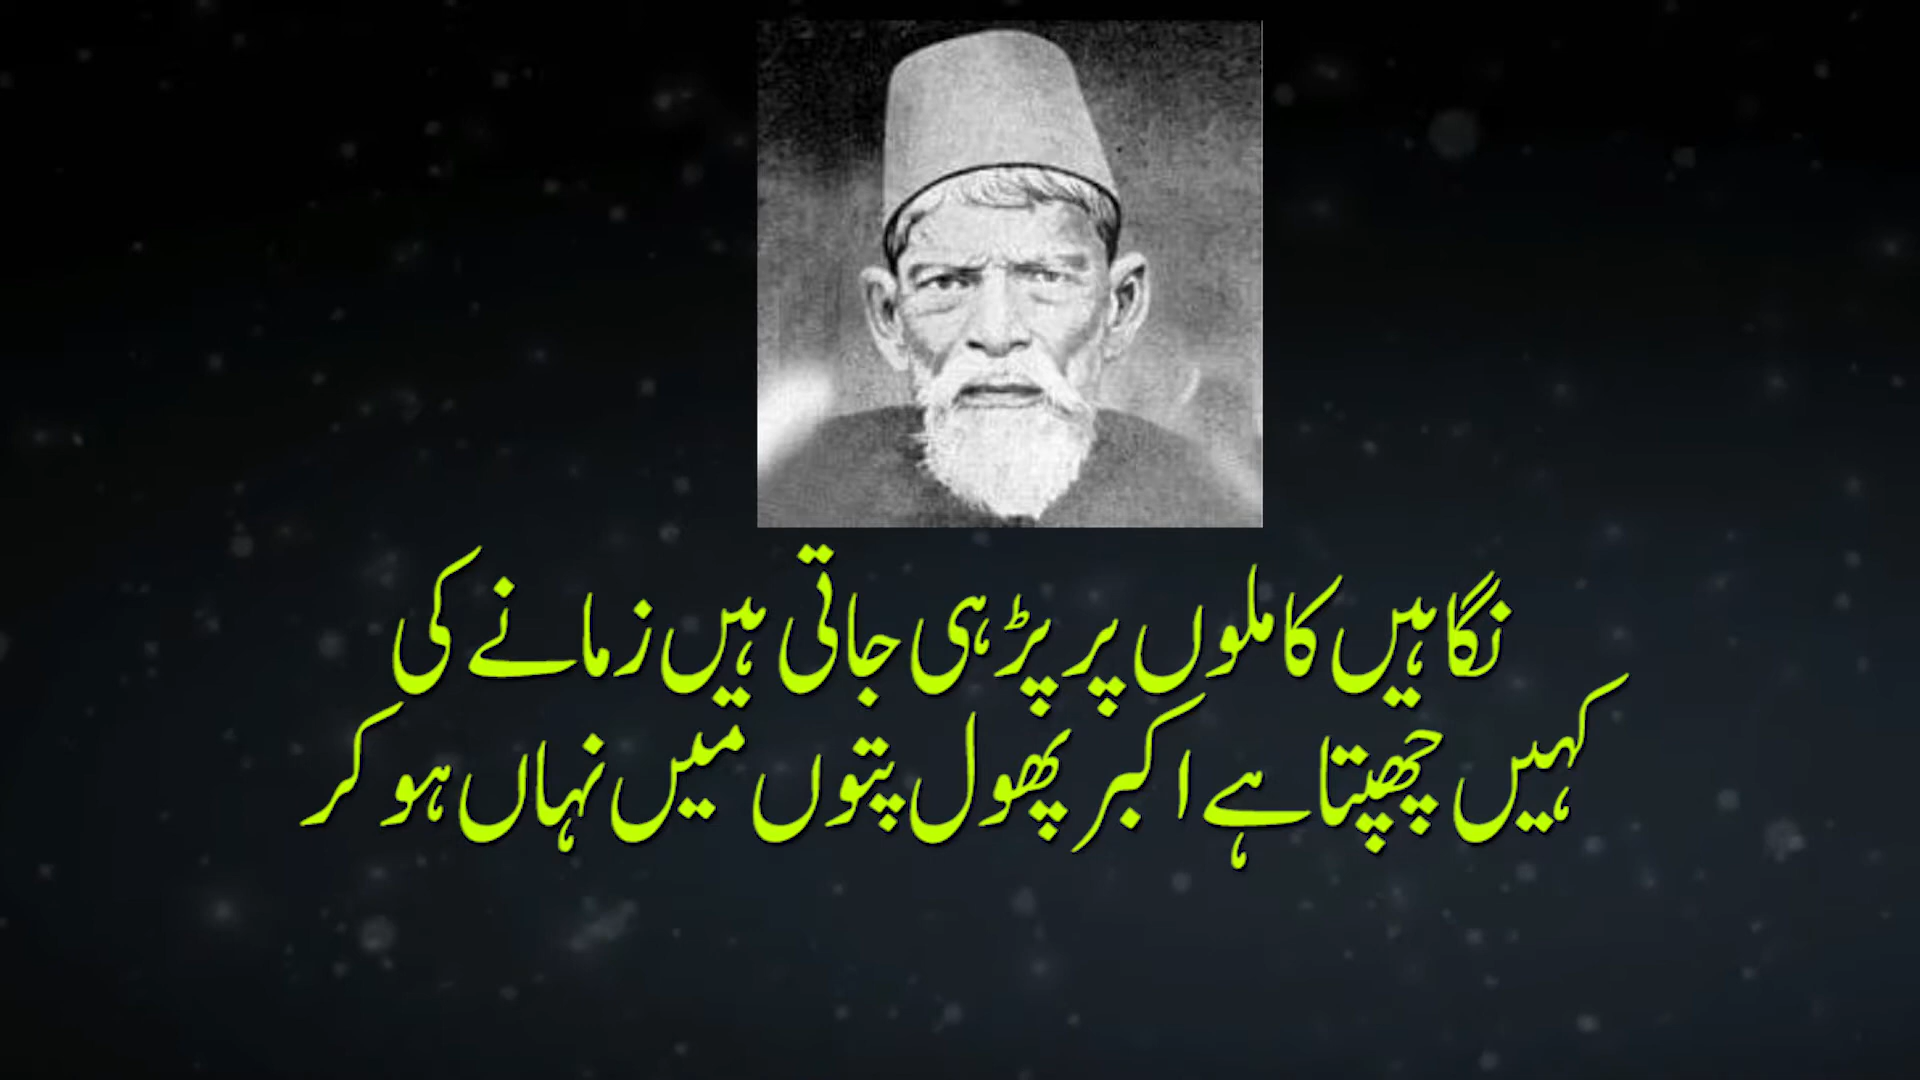 نگاہیں کاملوں پر پڑ ہی جاتی ہیں زمانے کی
کہیں چھپتا ہے اکبر پھول پتوں میں نہاں ہو کر